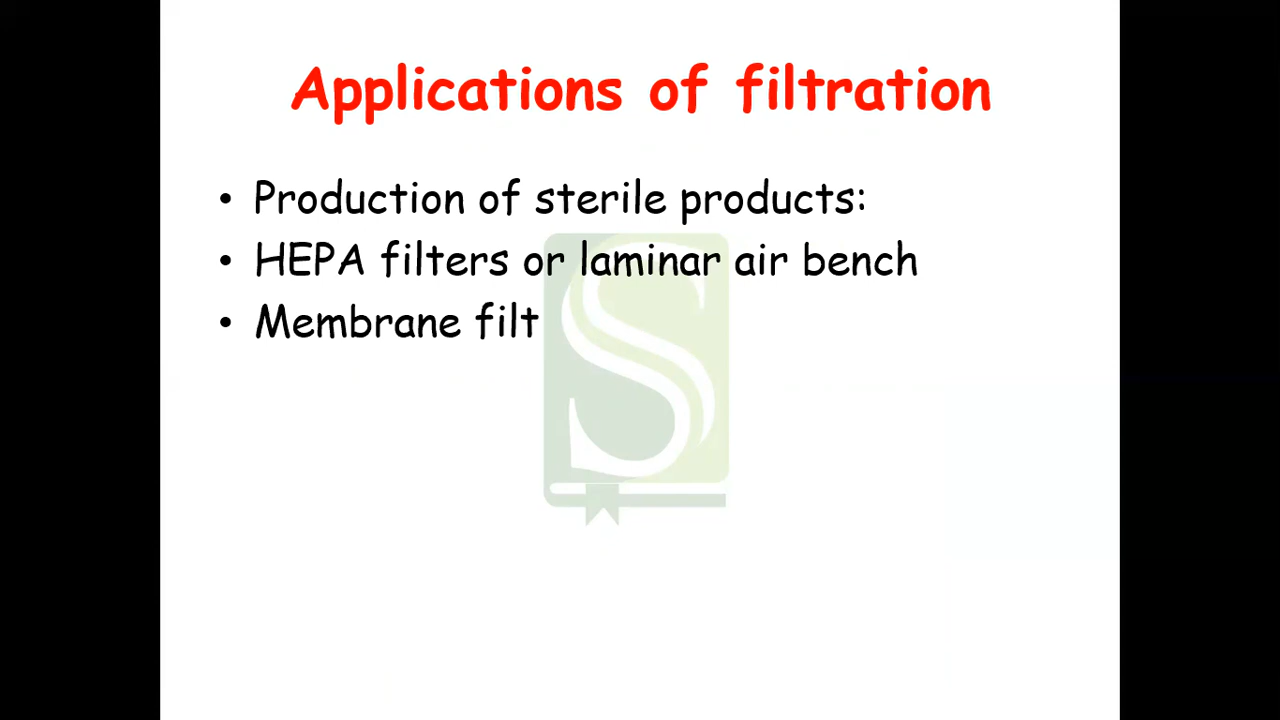 Applications of filtration
• Production of sterile products:
• HEPA filters or laminar air bench
• Membrane filt
S